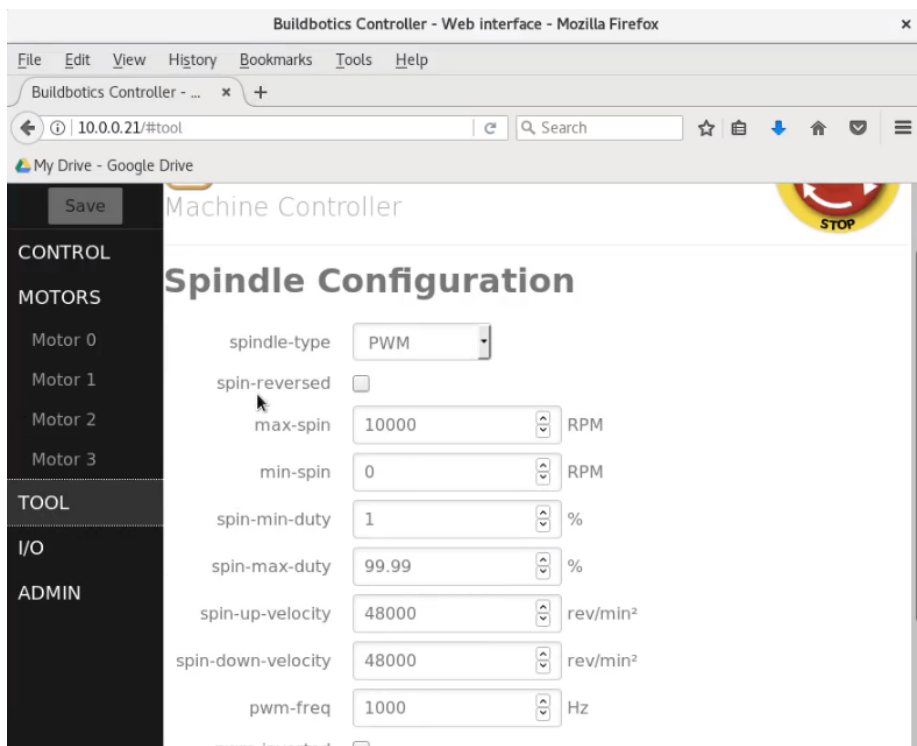 Buildbotics Controller - Web interface - Mozilla Firefox
File Edit View History Bookmarks Tools Help
Buildbotics Controller - ...
10.0.0.21/#tool Search
My Drive - Google Drive
Save
Machine Controller
STOP
CONTROL
MOTORS
Motor 0
Motor 1
Motor 2
Motor 3
TOOL
I/O
ADMIN
Spindle Configuration
spindle-type PWM
spin-reversed
max-spin 10000 RPM
min-spin 0 RPM
spin-min-duty 1 %
spin-max-duty 99.99 %
spin-up-velocity 48000 rev/min²
spin-down-velocity 48000 rev/min²
pwm-freq 1000 Hz